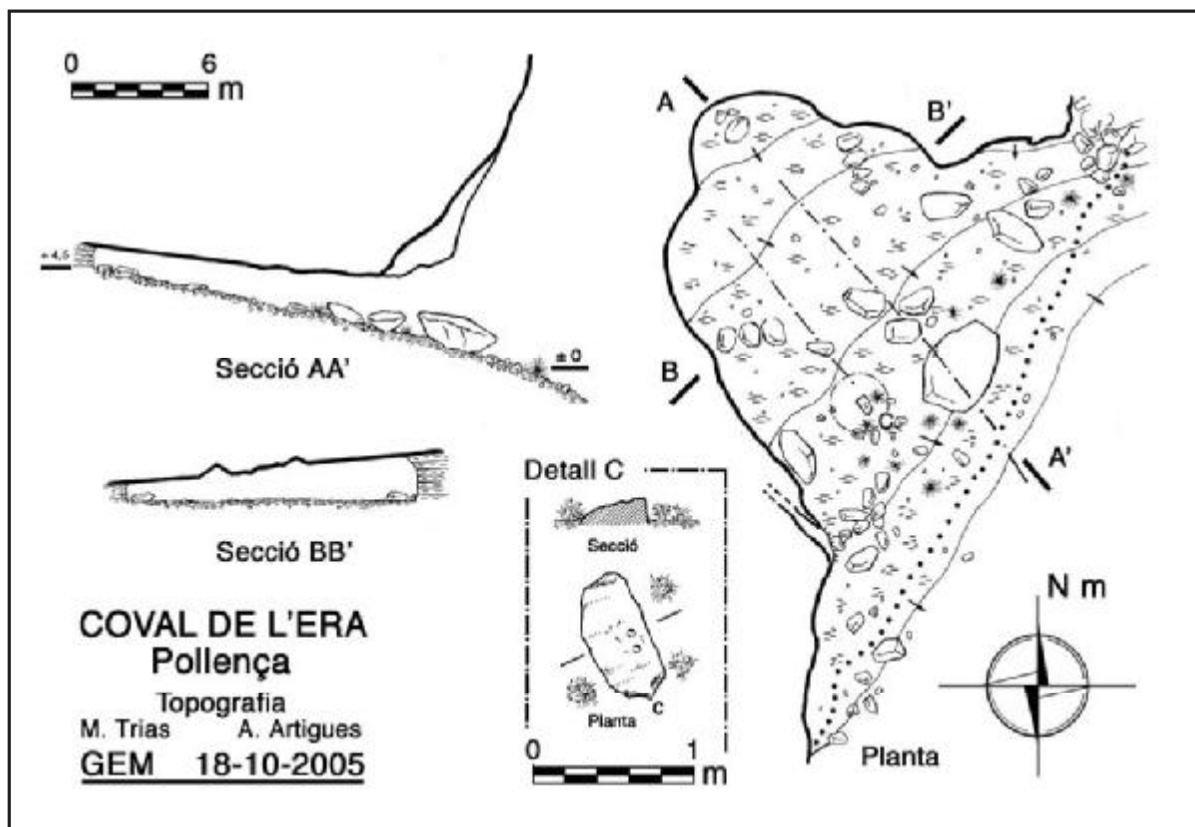 0 6
m
+4,5
± 0
Secció AA'
Secció BB'
COVAL DE L'ERA
Pollença
Topografia
M. Trias A. Artigues
GEM 18-10-2005
Detall C
Secció
c
Planta
0 1
m
A
B'
B
C
A'
N m
Planta